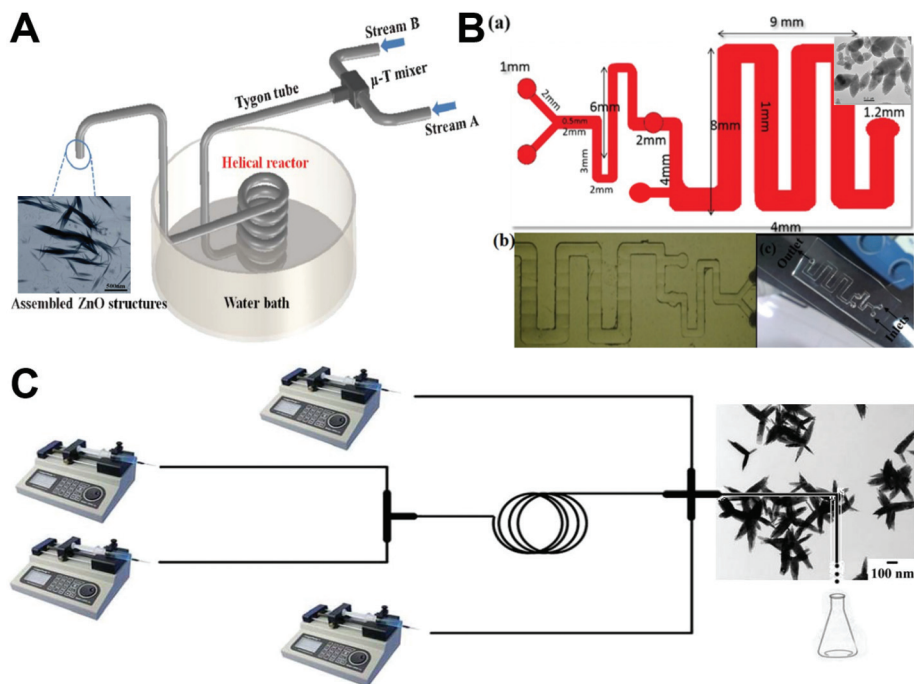 A
Stream B
μ-T mixer
Tygon tube
Stream A
Helical reactor
500nm
Assembled ZnO structures
Water bath
B
(a)
9 mm
1mm
2mm
0.5mm
2mm
6mm
3mm
2mm
2mm
4mm
8mm
1mm
1.2mm
4mm
(b)
(c)
Outlet
Inlets
C
100 nm